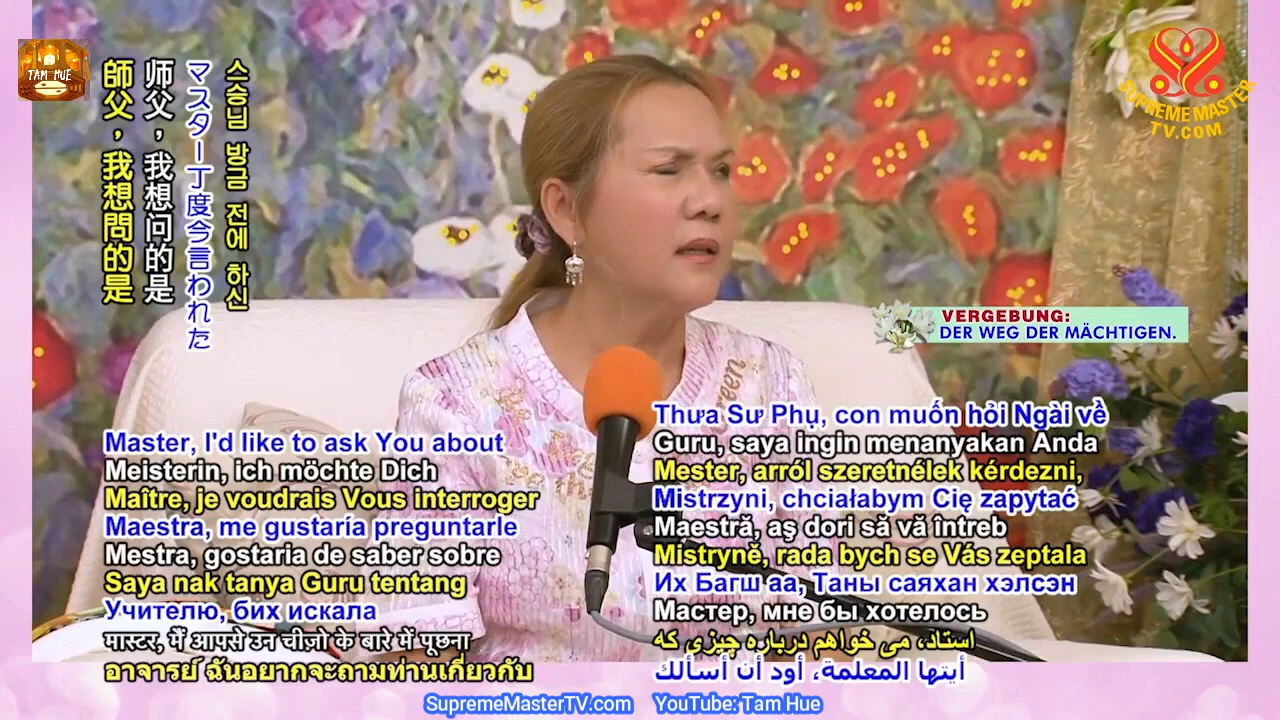 TAM HUE
SUPREME MASTER
TV.COM
스승님 방금 전에 하신
マスター丁度今言われた
师父，我想问的是
師父，我想問的是
reen
VERGEBUNG:
DER WEG DER MÄCHTIGEN.
Master, I'd like to ask You about
Meisterin, ich möchte Dich
Maître, je voudrais Vous interroger
Maestra, me gustaría preguntarle
Mestra, gostaria de saber sobre
Saya nak tanya Guru tentang
Учителю, бих искала
मास्टर, मैं आपसे उन चीज़ो के बारे में पूछना
อาจารย์ ฉันอยากจะถามท่านเกี่ยวกับ
Thưa Sư Phụ, con muốn hỏi Ngài về
Guru, saya ingin menanyakan Anda
Mester, arról szeretnélek kérdezni,
Mistrzyni, chciałabym Cię zapytać
Maestră, aş dori să vă întreb
Mistryně, rada bych se Vás zeptala
Их Багш аа, Таны саяхан хэлсэн
Мастер, мне бы хотелось
استاد، می خواهم درباره چیزی که
أيتها المعلمة، أود أن أسألك
SupremeMasterTV.com YouTube: Tam Hue